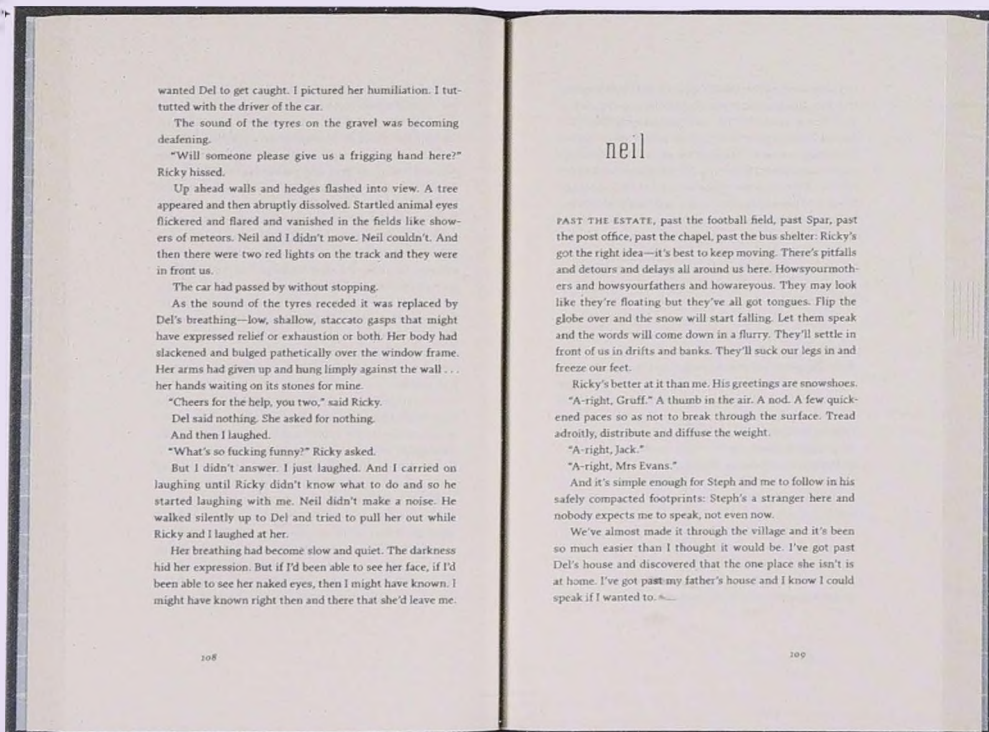 wanted Del to get caught. I pictured her humiliation. I tut-
tutted with the driver of the car.
The sound of the tyres on the gravel was becoming
deafening.
"Will someone please give us a frigging hand here?"
Ricky hissed.
Up ahead walls and hedges flashed into view. A tree
appeared and then abruptly dissolved. Startled animal eyes
flickered and flared and vanished in the fields like show-
ers of meteors. Neil and I didn't move. Neil couldn't. And
then there were two red lights on the track and they were
in front us.
The car had passed by without stopping.
As the sound of the tyres receded it was replaced by
Del's breathing—low, shallow, staccato gasps that might
have expressed relief or exhaustion or both. Her body had
slackened and bulged pathetically over the window frame.
Her arms had given up and hung limply against the wall . . .
her hands waiting on its stones for mine.
"Cheers for the help, you two," said Ricky.
Del said nothing. She asked for nothing.
And then I laughed.
"What's so fucking funny?" Ricky asked.
But I didn't answer. I just laughed. And I carried on
laughing until Ricky didn't know what to do and so he
started laughing with me. Neil didn't make a noise. He
walked silently up to Del and tried to pull her out while
Ricky and I laughed at her.
Her breathing had become slow and quiet. The darkness
hid her expression. But if I'd been able to see her face, if I'd
been able to see her naked eyes, then I might have known. I
might have known right then and there that she'd leave me.
108
neil
PAST THE ESTATE, past the football field, past Spar, past
the post office, past the chapel, past the bus shelter: Ricky's
got the right idea—it's best to keep moving. There's pitfalls
and detours and delays all around us here. Howsyourmoth-
ers and howsyourfathers and howareyous. They may look
like they're floating but they've all got tongues. Flip the
globe over and the snow will start falling. Let them speak
and the words will come down in a flurry. They'll settle in
front of us in drifts and banks. They'll suck our legs in and
freeze our feet.
Ricky's better at it than me. His greetings are snowshoes.
"A-right, Gruff." A thumb in the air. A nod. A few quick-
ened paces so as not to break through the surface. Tread
adroitly, distribute and diffuse the weight.
"A-right, Jack."
"A-right, Mrs Evans."
And it's simple enough for Steph and me to follow in his
safely compacted footprints: Steph's a stranger here and
nobody expects me to speak, not even now.
We've almost made it through the village and it's been
so much easier than I thought it would be. I've got past
Del's house and discovered that the one place she isn't is
at home. I've got past my father's house and I know I could
speak if I wanted to.
109